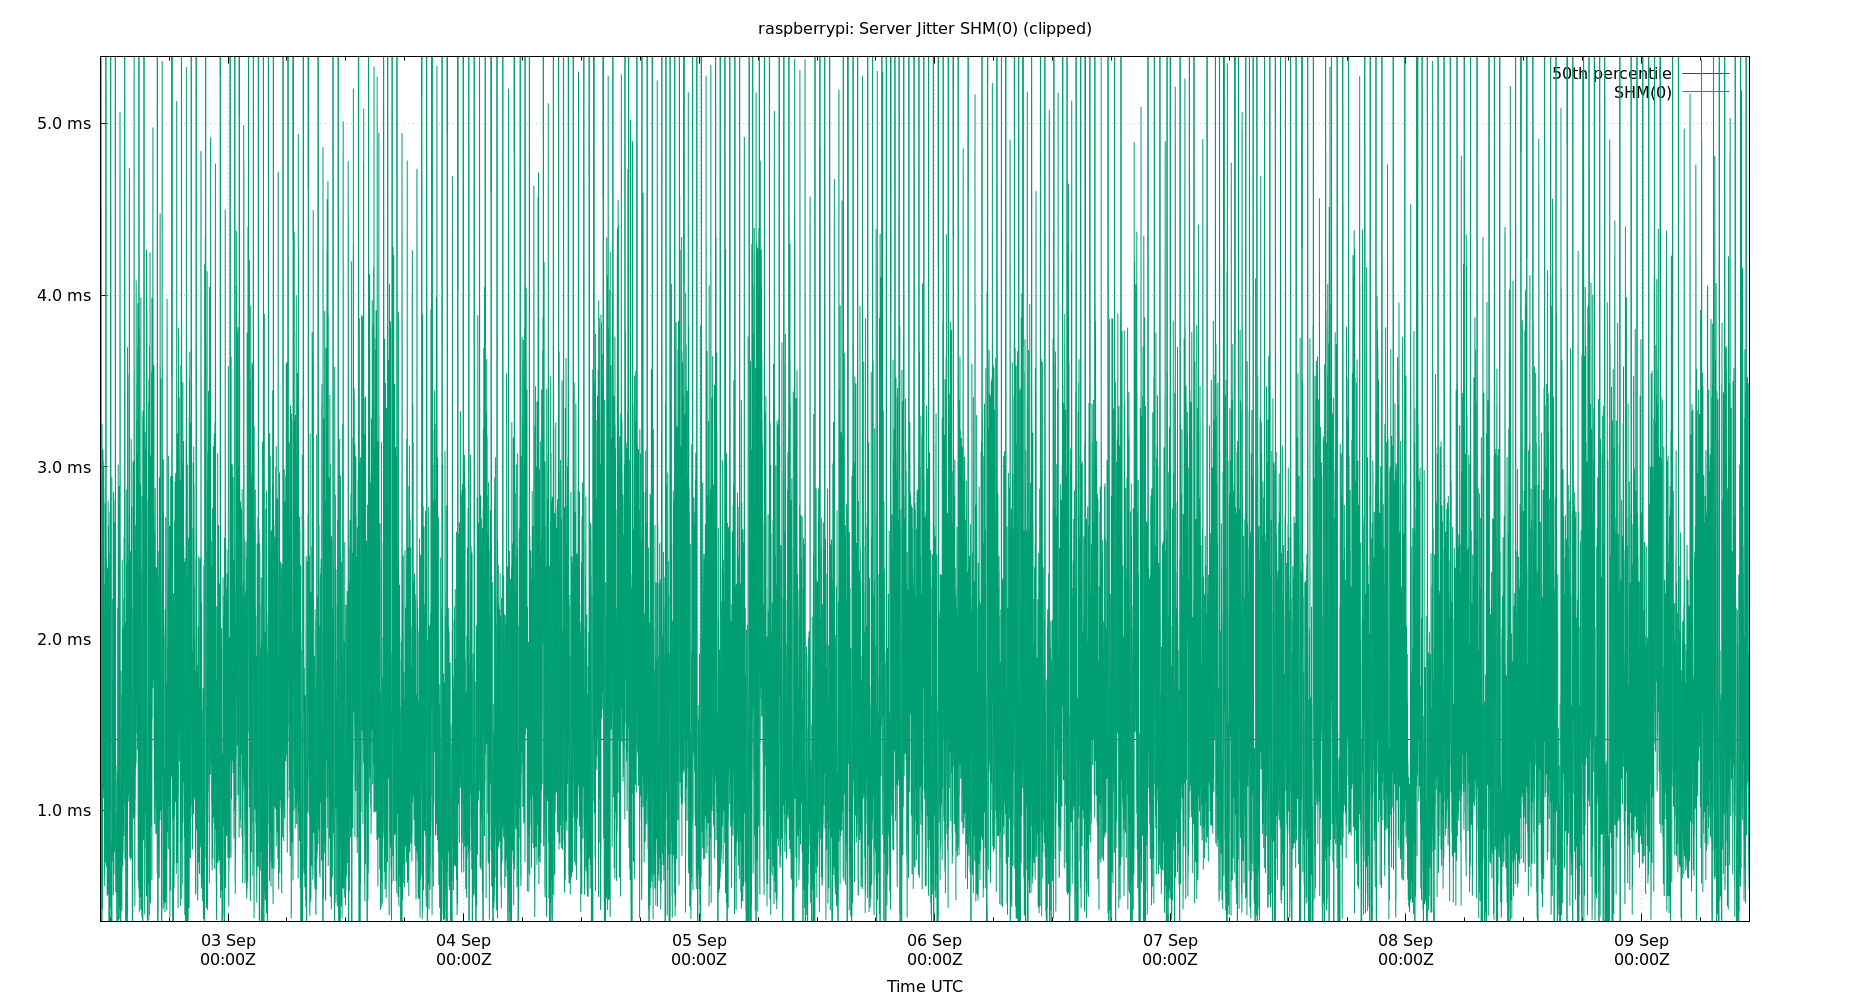 raspberrypi: Server Jitter SHM(0) (clipped)
50th percentile
SHM(0)
5.0 ms
4.0 ms
3.0 ms
2.0 ms
1.0 ms
03 Sep 04 Sep 05 Sep 06 Sep 07 Sep 08 Sep 09 Sep
00:00Z 00:00Z 00:00Z 00:00Z 00:00Z 00:00Z 00:00Z
Time UTC